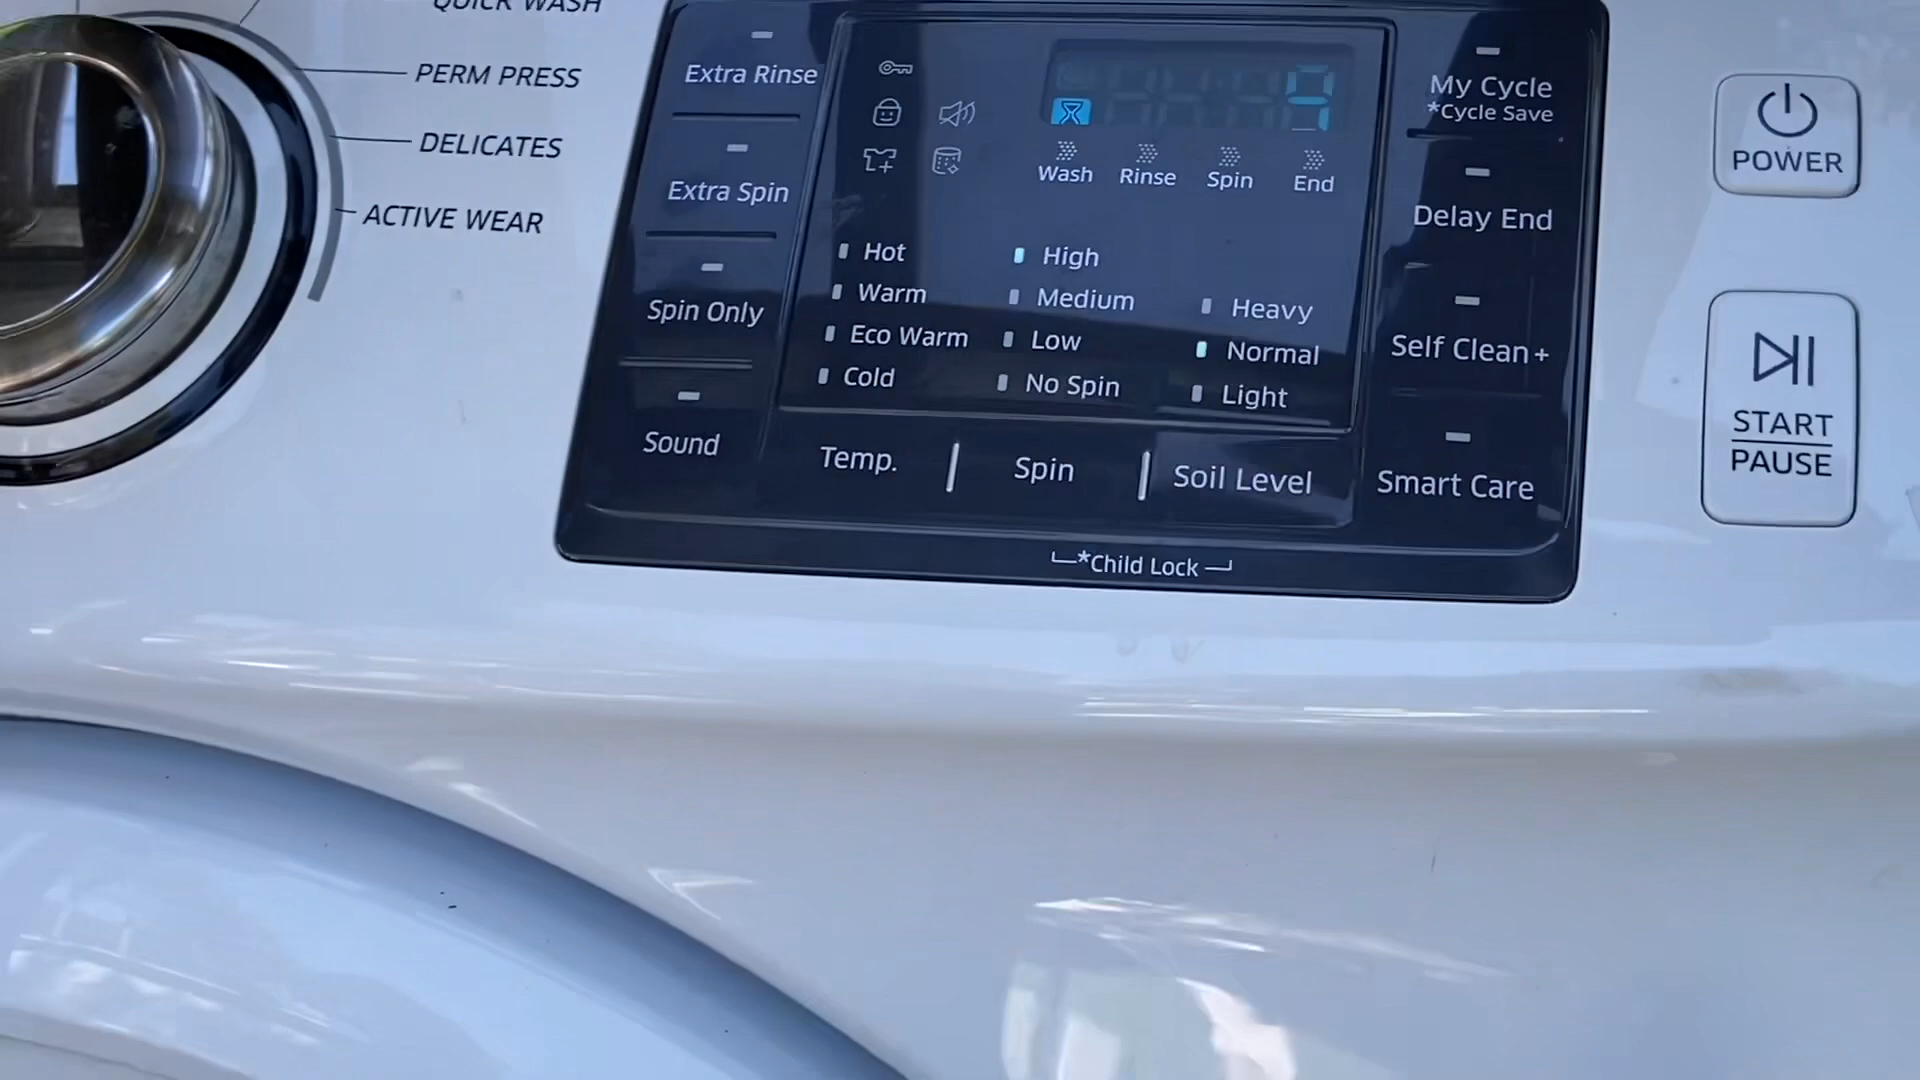 QUICK WASH
PERM PRESS
DELICATES
ACTIVE WEAR
Extra Rinse
Extra Spin
Spin Only
Sound
9
Wash Rinse Spin End
Hot
Warm
Eco Warm
Cold
High
Medium
Low
No Spin
Heavy
Normal
Light
Temp. Spin Soil Level
*Child Lock
My Cycle
*Cycle Save
Delay End
Self Clean+
Smart Care
POWER
START
PAUSE